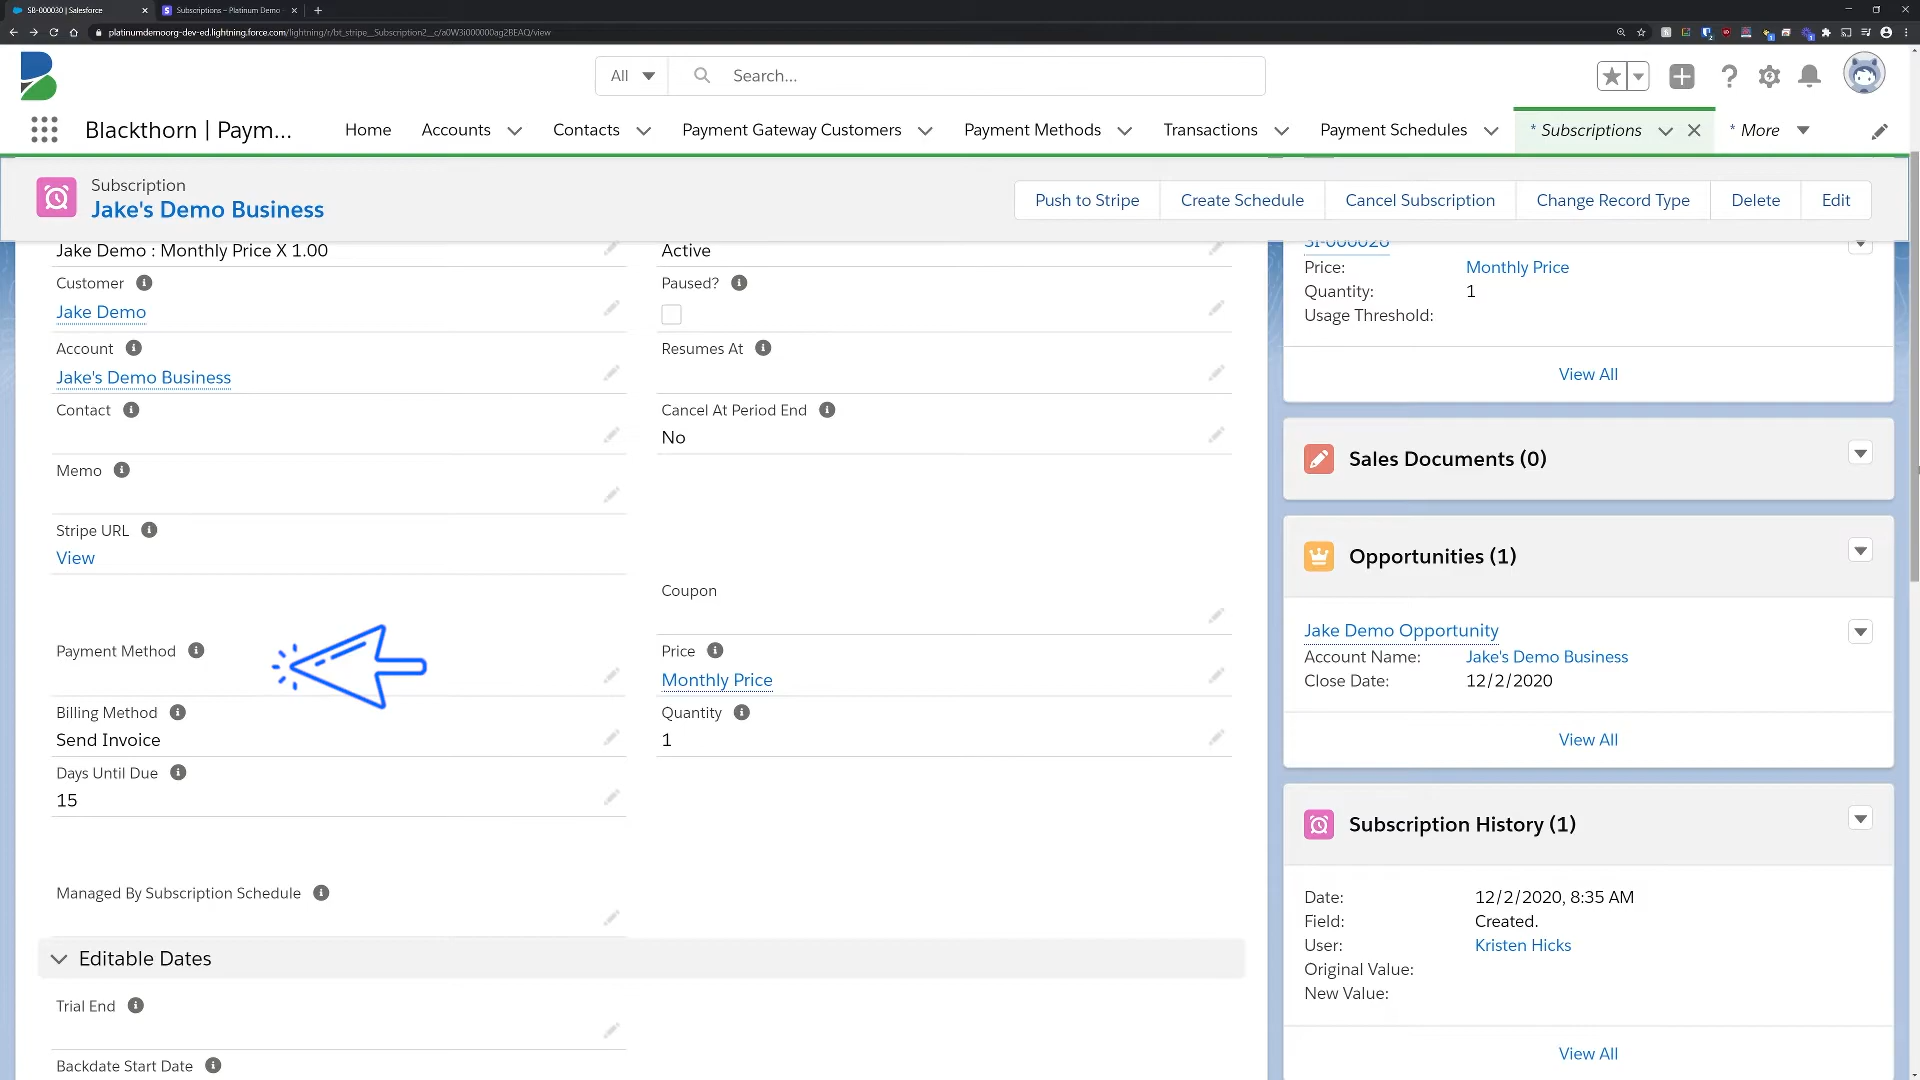 SB-000030 | Salesforce
Subscriptions – Platinum Demo
platinumdemoorg-dev-ed.lightning.force.com/lightning/r/bt_stripe__Subscription2__c/a0W3i000000ag2BEAQ/view
All
Search...
Blackthorn | Paym...
Home
Accounts
Contacts
Payment Gateway Customers
Payment Methods
Transactions
Payment Schedules
* Subscriptions
* More
Subscription
Jake's Demo Business
Push to Stripe
Create Schedule
Cancel Subscription
Change Record Type
Delete
Edit
Jake Demo : Monthly Price X 1.00
Customer
Jake Demo
Account
Jake's Demo Business
Contact
Memo
Stripe URL
View
Payment Method
Billing Method
Send Invoice
Days Until Due
15
Managed By Subscription Schedule
Editable Dates
Trial End
Backdate Start Date
Active
Paused?
Resumes At
Cancel At Period End
No
Coupon
Price
Monthly Price
Quantity
1
SI-000026
Price: Monthly Price
Quantity: 1
Usage Threshold:
View All
Sales Documents (0)
Opportunities (1)
Jake Demo Opportunity
Account Name: Jake's Demo Business
Close Date: 12/2/2020
View All
Subscription History (1)
Date: 12/2/2020, 8:35 AM
Field: Created.
User: Kristen Hicks
Original Value:
New Value:
View All